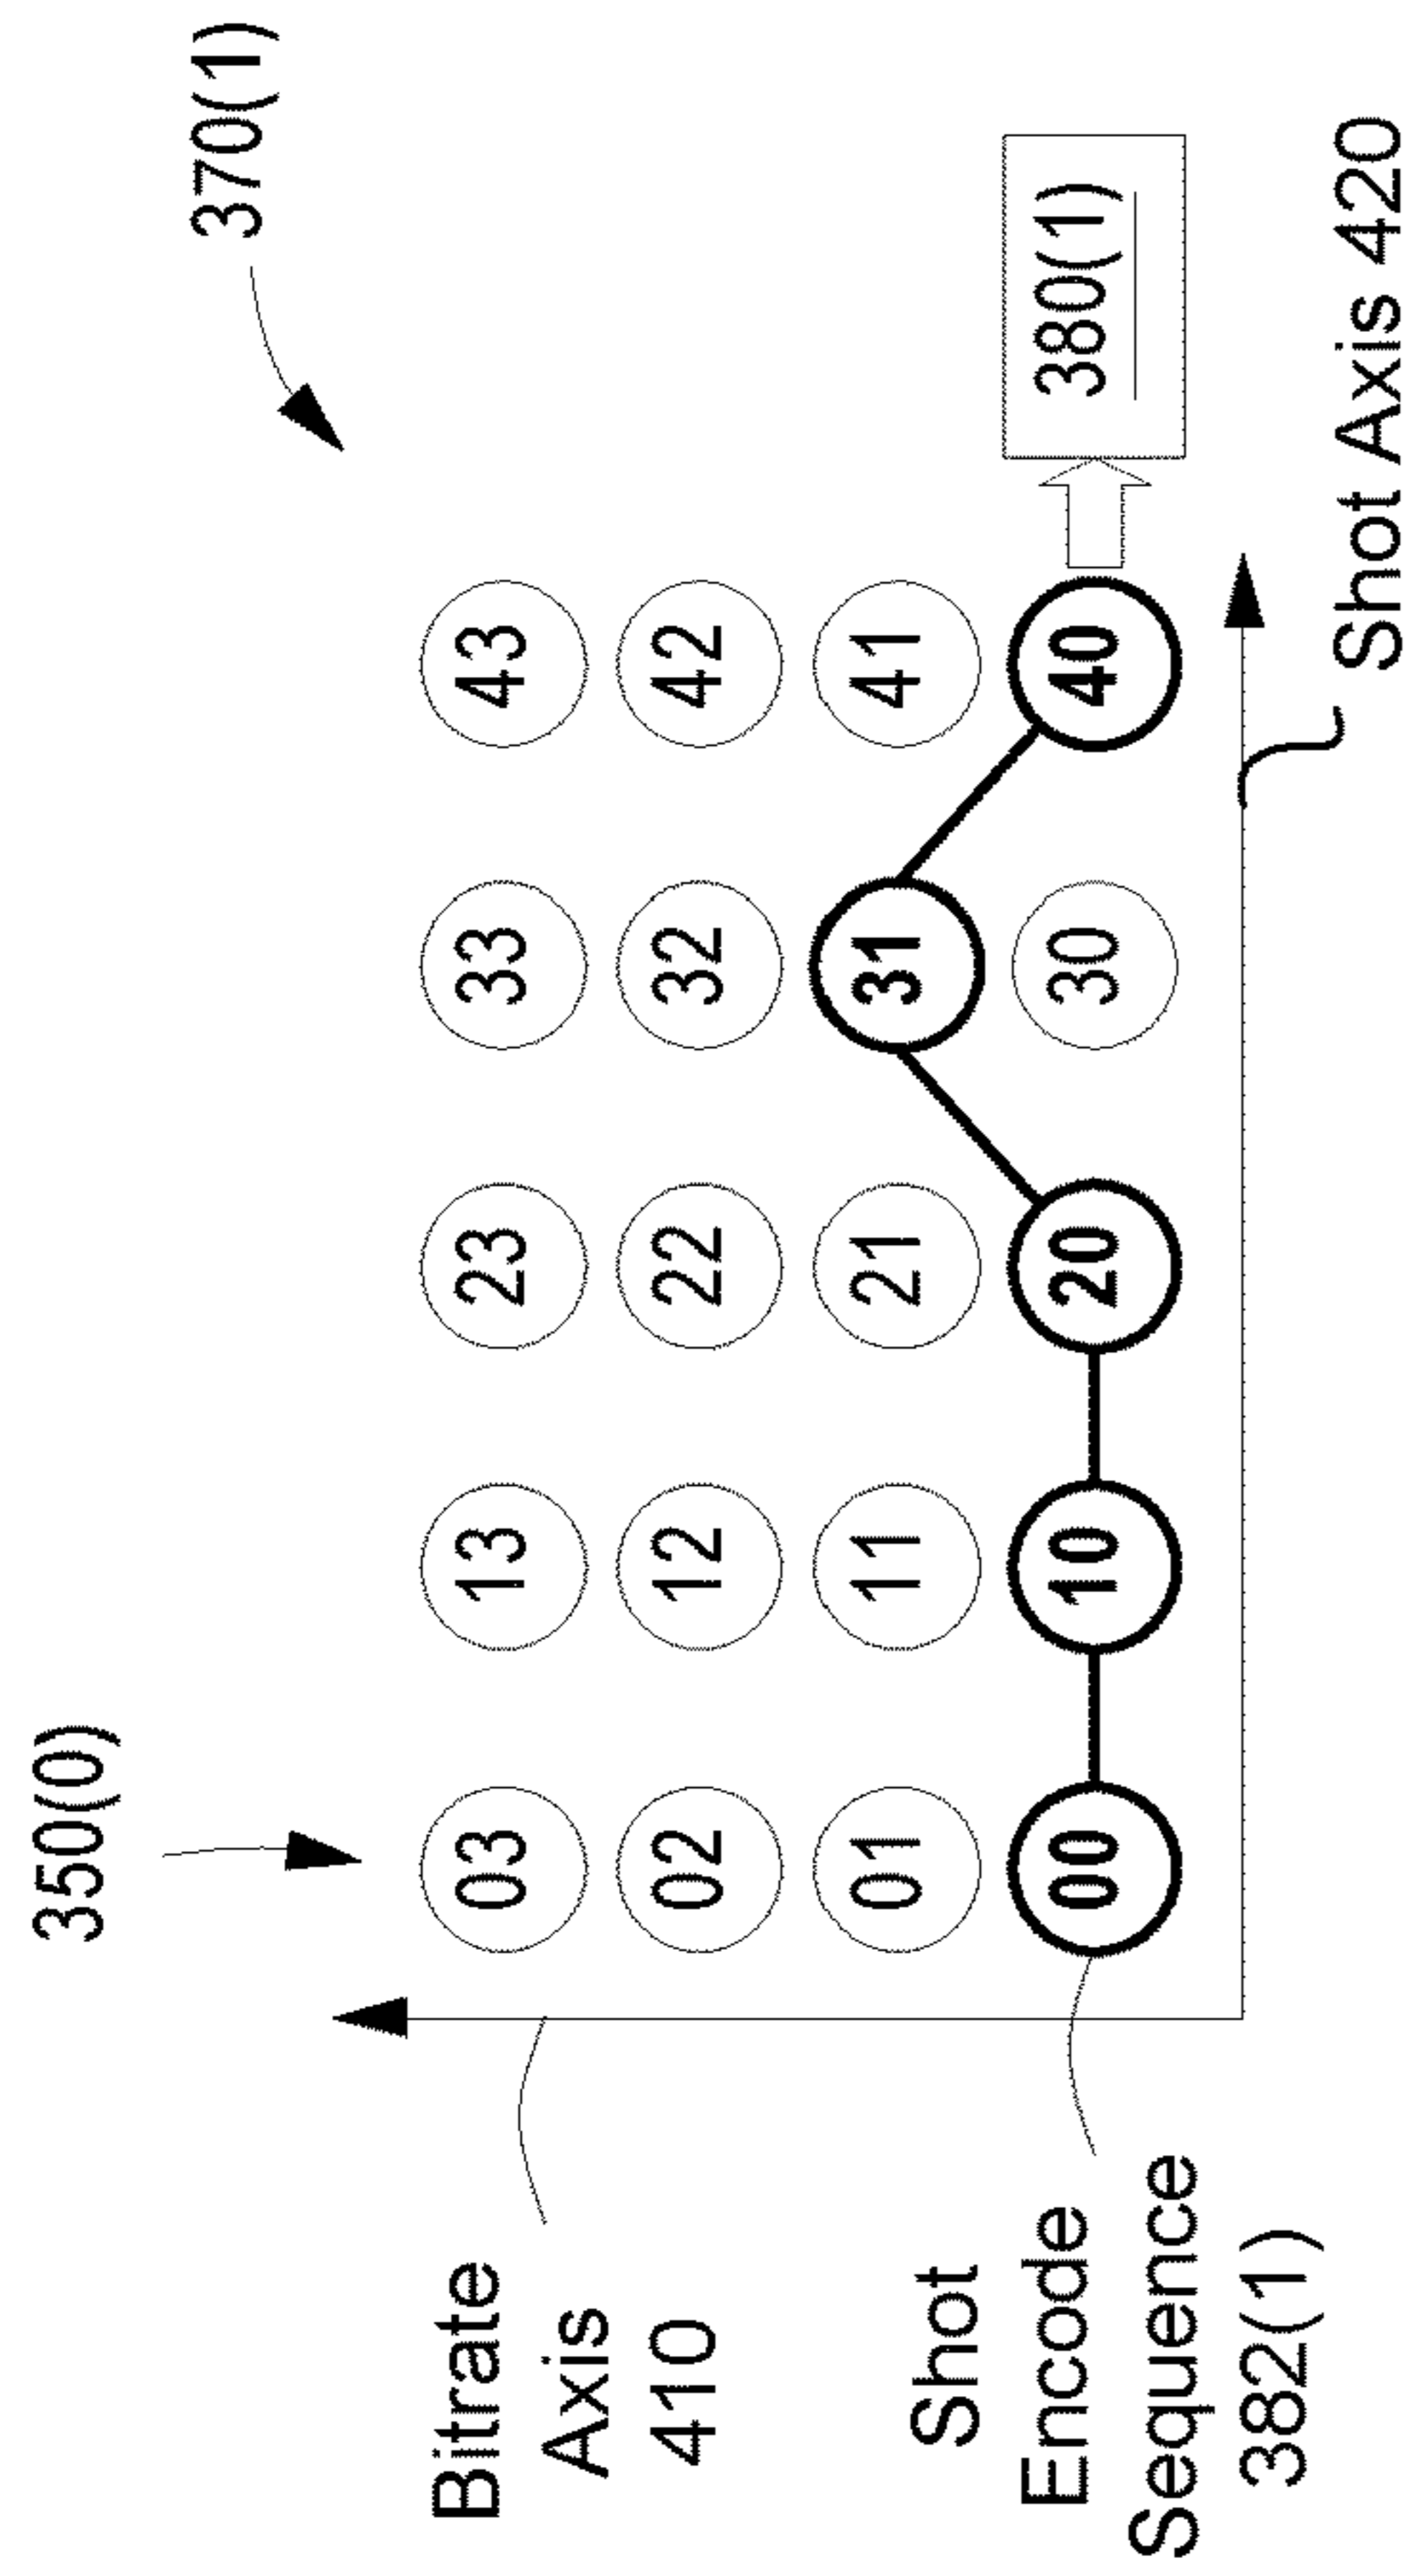 350(0)
370(1)
Bitrate
Axis
410
03 13 23 33 43
02 12 22 32 42
01 11 21 31 41
00 10 20 30 40
380(1)
Shot
Encode
Sequence
382(1)
Shot Axis 420